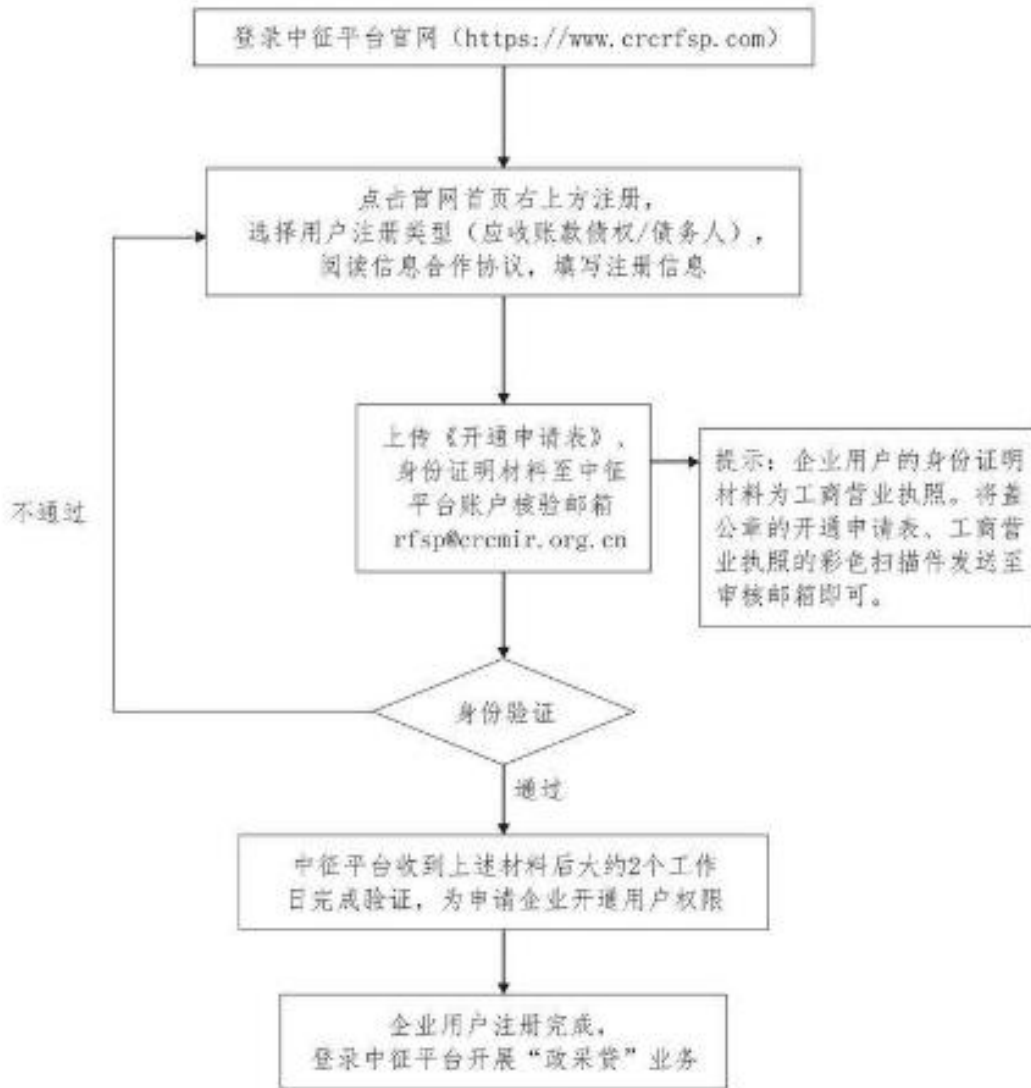 登录中征平台官网（https://www.crcrfsp.com）
点击官网首页右上方注册，
选择用户注册类型（应收账款债权/债务人），
阅读信息合作协议，填写注册信息
上传《开通申请表》、
身份证明材料至中征
平台账户核验邮箱
rfsp@crcmir.org.cn
提示：企业用户的身份证明
材料为工商营业执照。将盖
公章的开通申请表、工商营
业执照的彩色扫描件发送至
审核邮箱即可。
不通过
身份验证
通过
中征平台收到上述材料后大约2个工作
日完成验证，为申请企业开通用户权限
企业用户注册完成，
登录中征平台开展“政采贷”业务